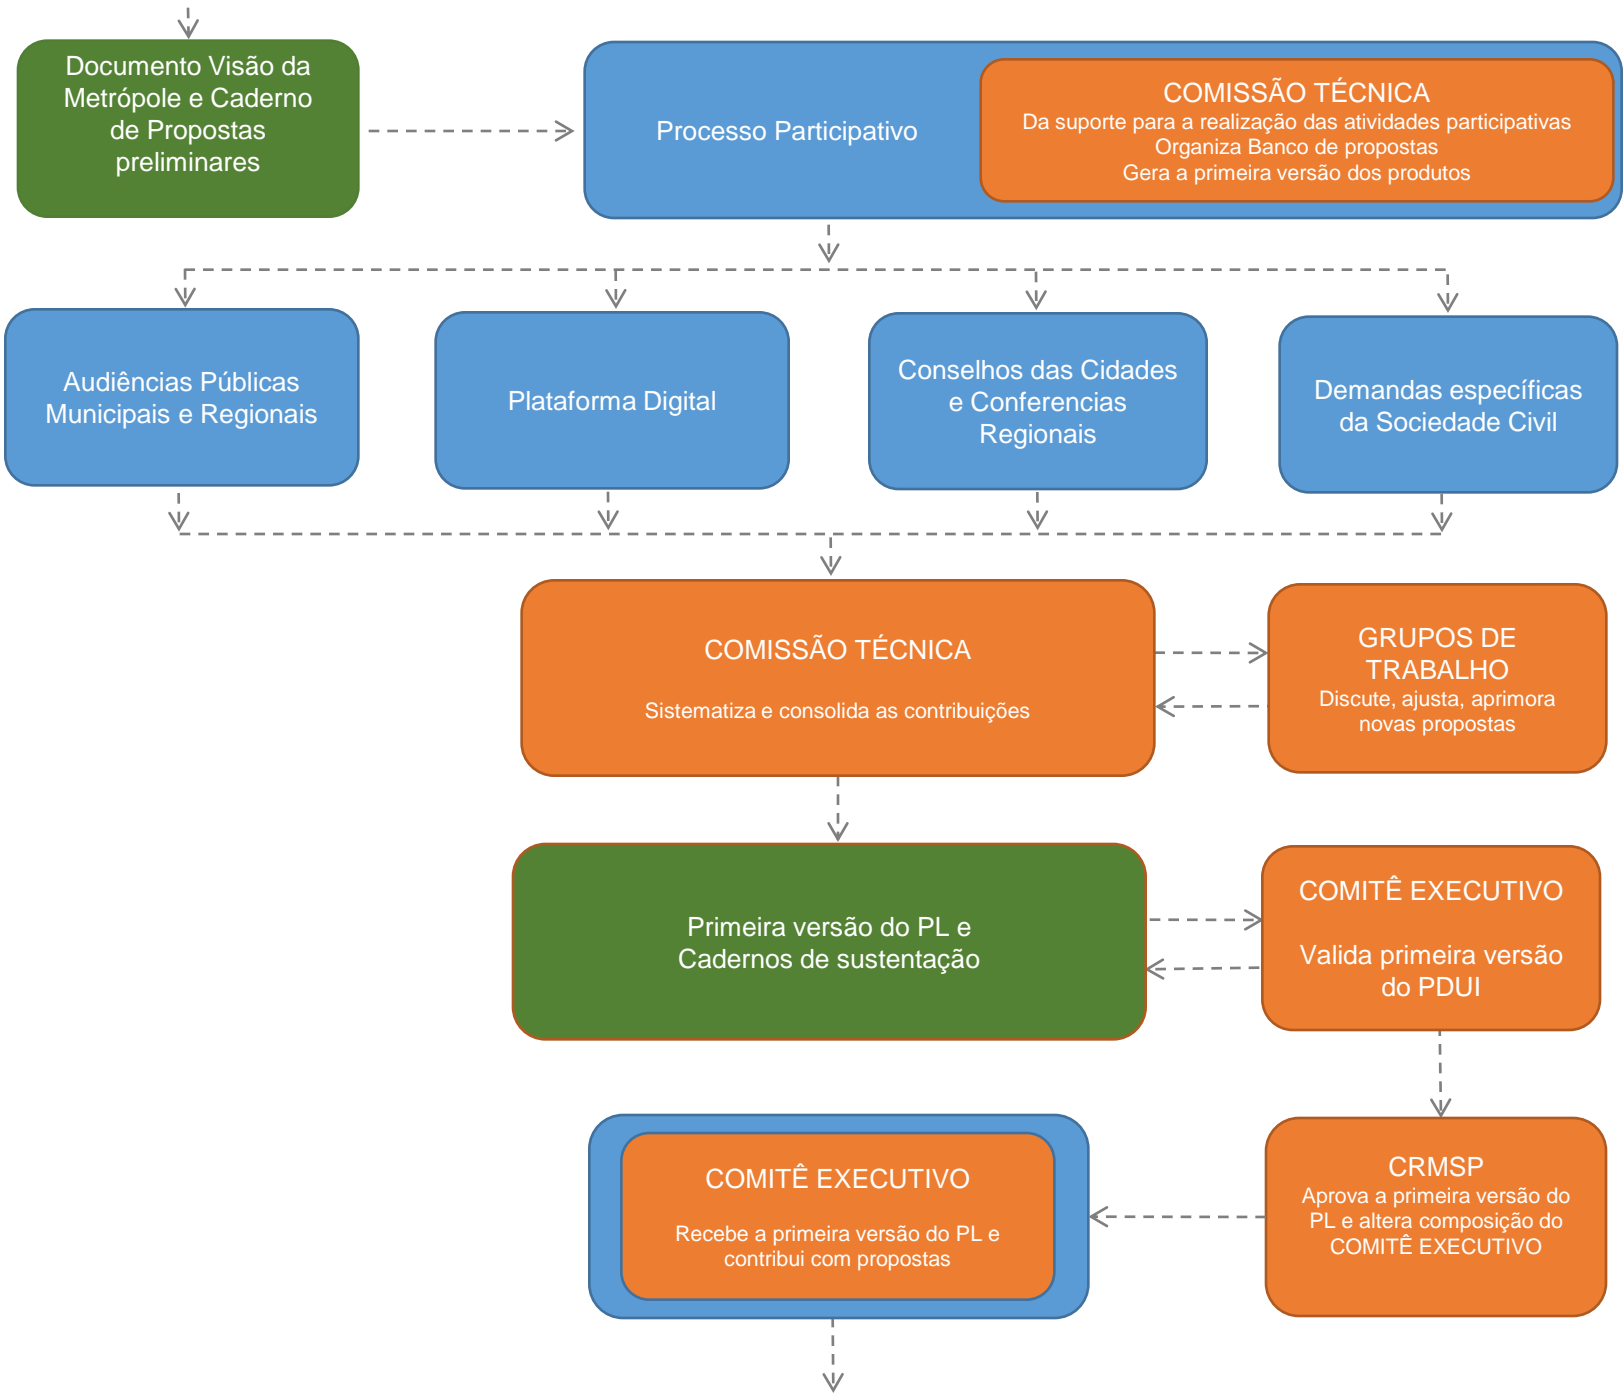 Documento Visão da
Metrópole e Caderno
de Propostas
preliminares
Processo Participativo
COMISSÃO TÉCNICA
Da suporte para a realização das atividades participativas
Organiza Banco de propostas
Gera a primeira versão dos produtos
Audiências Públicas
Municipais e Regionais
Plataforma Digital
Conselhos das Cidades
e Conferencias
Regionais
Demandas específicas
da Sociedade Civil
COMISSÃO TÉCNICA
Sistematiza e consolida as contribuições
GRUPOS DE
TRABALHO
Discute, ajusta, aprimora
novas propostas
Primeira versão do PL e
Cadernos de sustentação
COMITÊ EXECUTIVO
Valida primeira versão
do PDUI
COMITÊ EXECUTIVO
Recebe a primeira versão do PL e
contribui com propostas
CRMSP
Aprova a primeira versão do
PL e altera composição do
COMITÊ EXECUTIVO